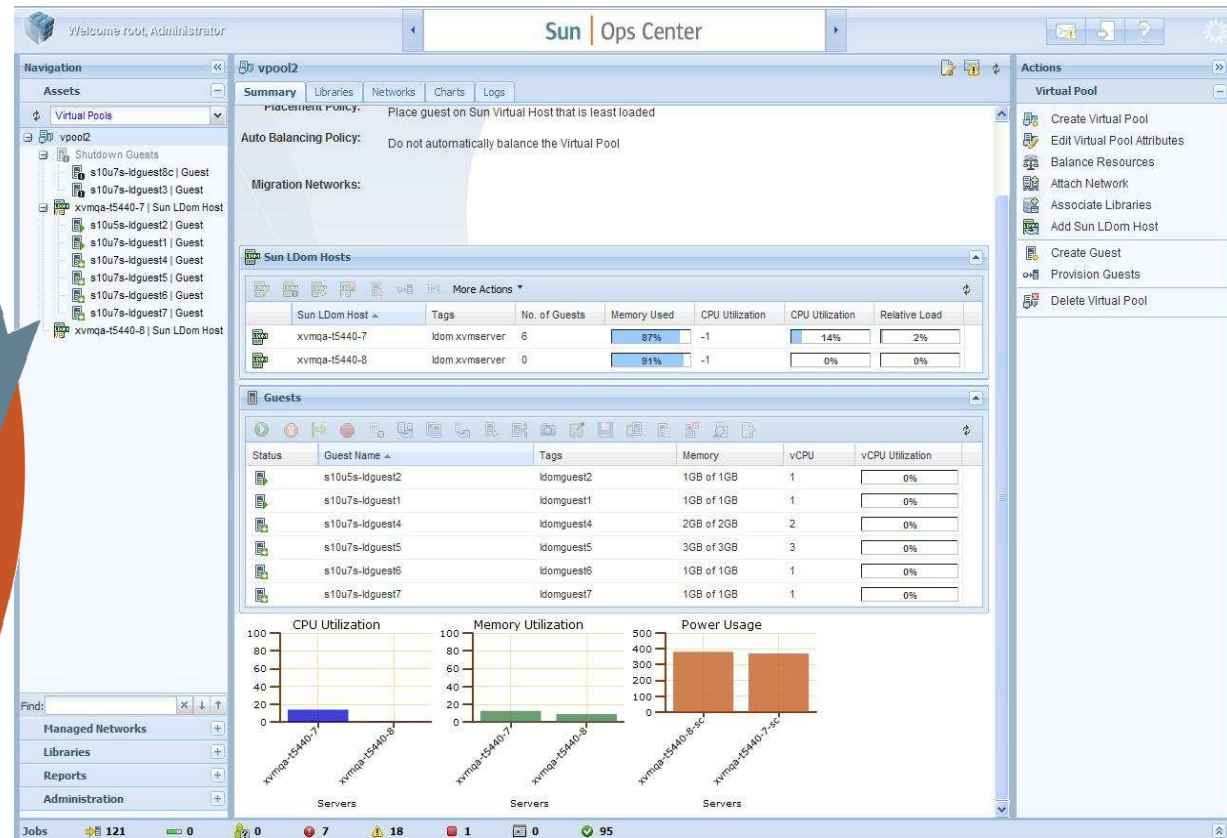 Welcome root, Administrator
Sun | Ops Center
Navigation
Assets
Virtual Pools
vpool2
Shutdown Guests
s10u7s-ldguest8c | Guest
s10u7s-ldguest3 | Guest
xvmqa-t5440-7 | Sun LDom Host
s10u5s-ldguest2 | Guest
s10u7s-ldguest1 | Guest
s10u7s-ldguest4 | Guest
s10u7s-ldguest5 | Guest
s10u7s-ldguest6 | Guest
s10u7s-ldguest7 | Guest
xvmqa-t5440-8 | Sun LDom Host
Find:
Managed Networks
Libraries
Reports
Administration
vpool2
Summary Libraries Networks Charts Logs
Placement Policy: Place guest on Sun Virtual Host that is least loaded
Auto Balancing Policy: Do not automatically balance the Virtual Pool
Migration Networks:
Sun LDom Hosts
More Actions
Sun LDom Host Tags No. of Guests Memory Used CPU Utilization CPU Utilization Relative Load
xvmqa-t5440-7 ldom xvmserver 6 87% -1 14% 2%
xvmqa-t5440-8 ldom xvmserver 0 91% -1 0% 0%
Guests
Status Guest Name Tags Memory vCPU vCPU Utilization
s10u5s-ldguest2 ldomguest2 1GB of 1GB 1 0%
s10u7s-ldguest1 ldomguest1 1GB of 1GB 1 0%
s10u7s-ldguest4 ldomguest4 2GB of 2GB 2 0%
s10u7s-ldguest5 ldomguest5 3GB of 3GB 3 0%
s10u7s-ldguest6 ldomguest6 1GB of 1GB 1 0%
s10u7s-ldguest7 ldomguest7 1GB of 1GB 1 0%
CPU Utilization
100
80
60
40
20
0
xvmqa-t5440-7
xvmqa-t5440-8
Servers
Memory Utilization
100
80
60
40
20
0
xvmqa-t5440-7
xvmqa-t5440-8
Servers
Power Usage
500
400
300
200
100
0
xvmqa-t5440-8-sc
xvmqa-t5440-7-sc
Servers
Actions
Virtual Pool
Create Virtual Pool
Edit Virtual Pool Attributes
Balance Resources
Attach Network
Associate Libraries
Add Sun LDom Host
Create Guest
Provision Guests
Delete Virtual Pool
Jobs 121 0 0 7 18 1 0 95